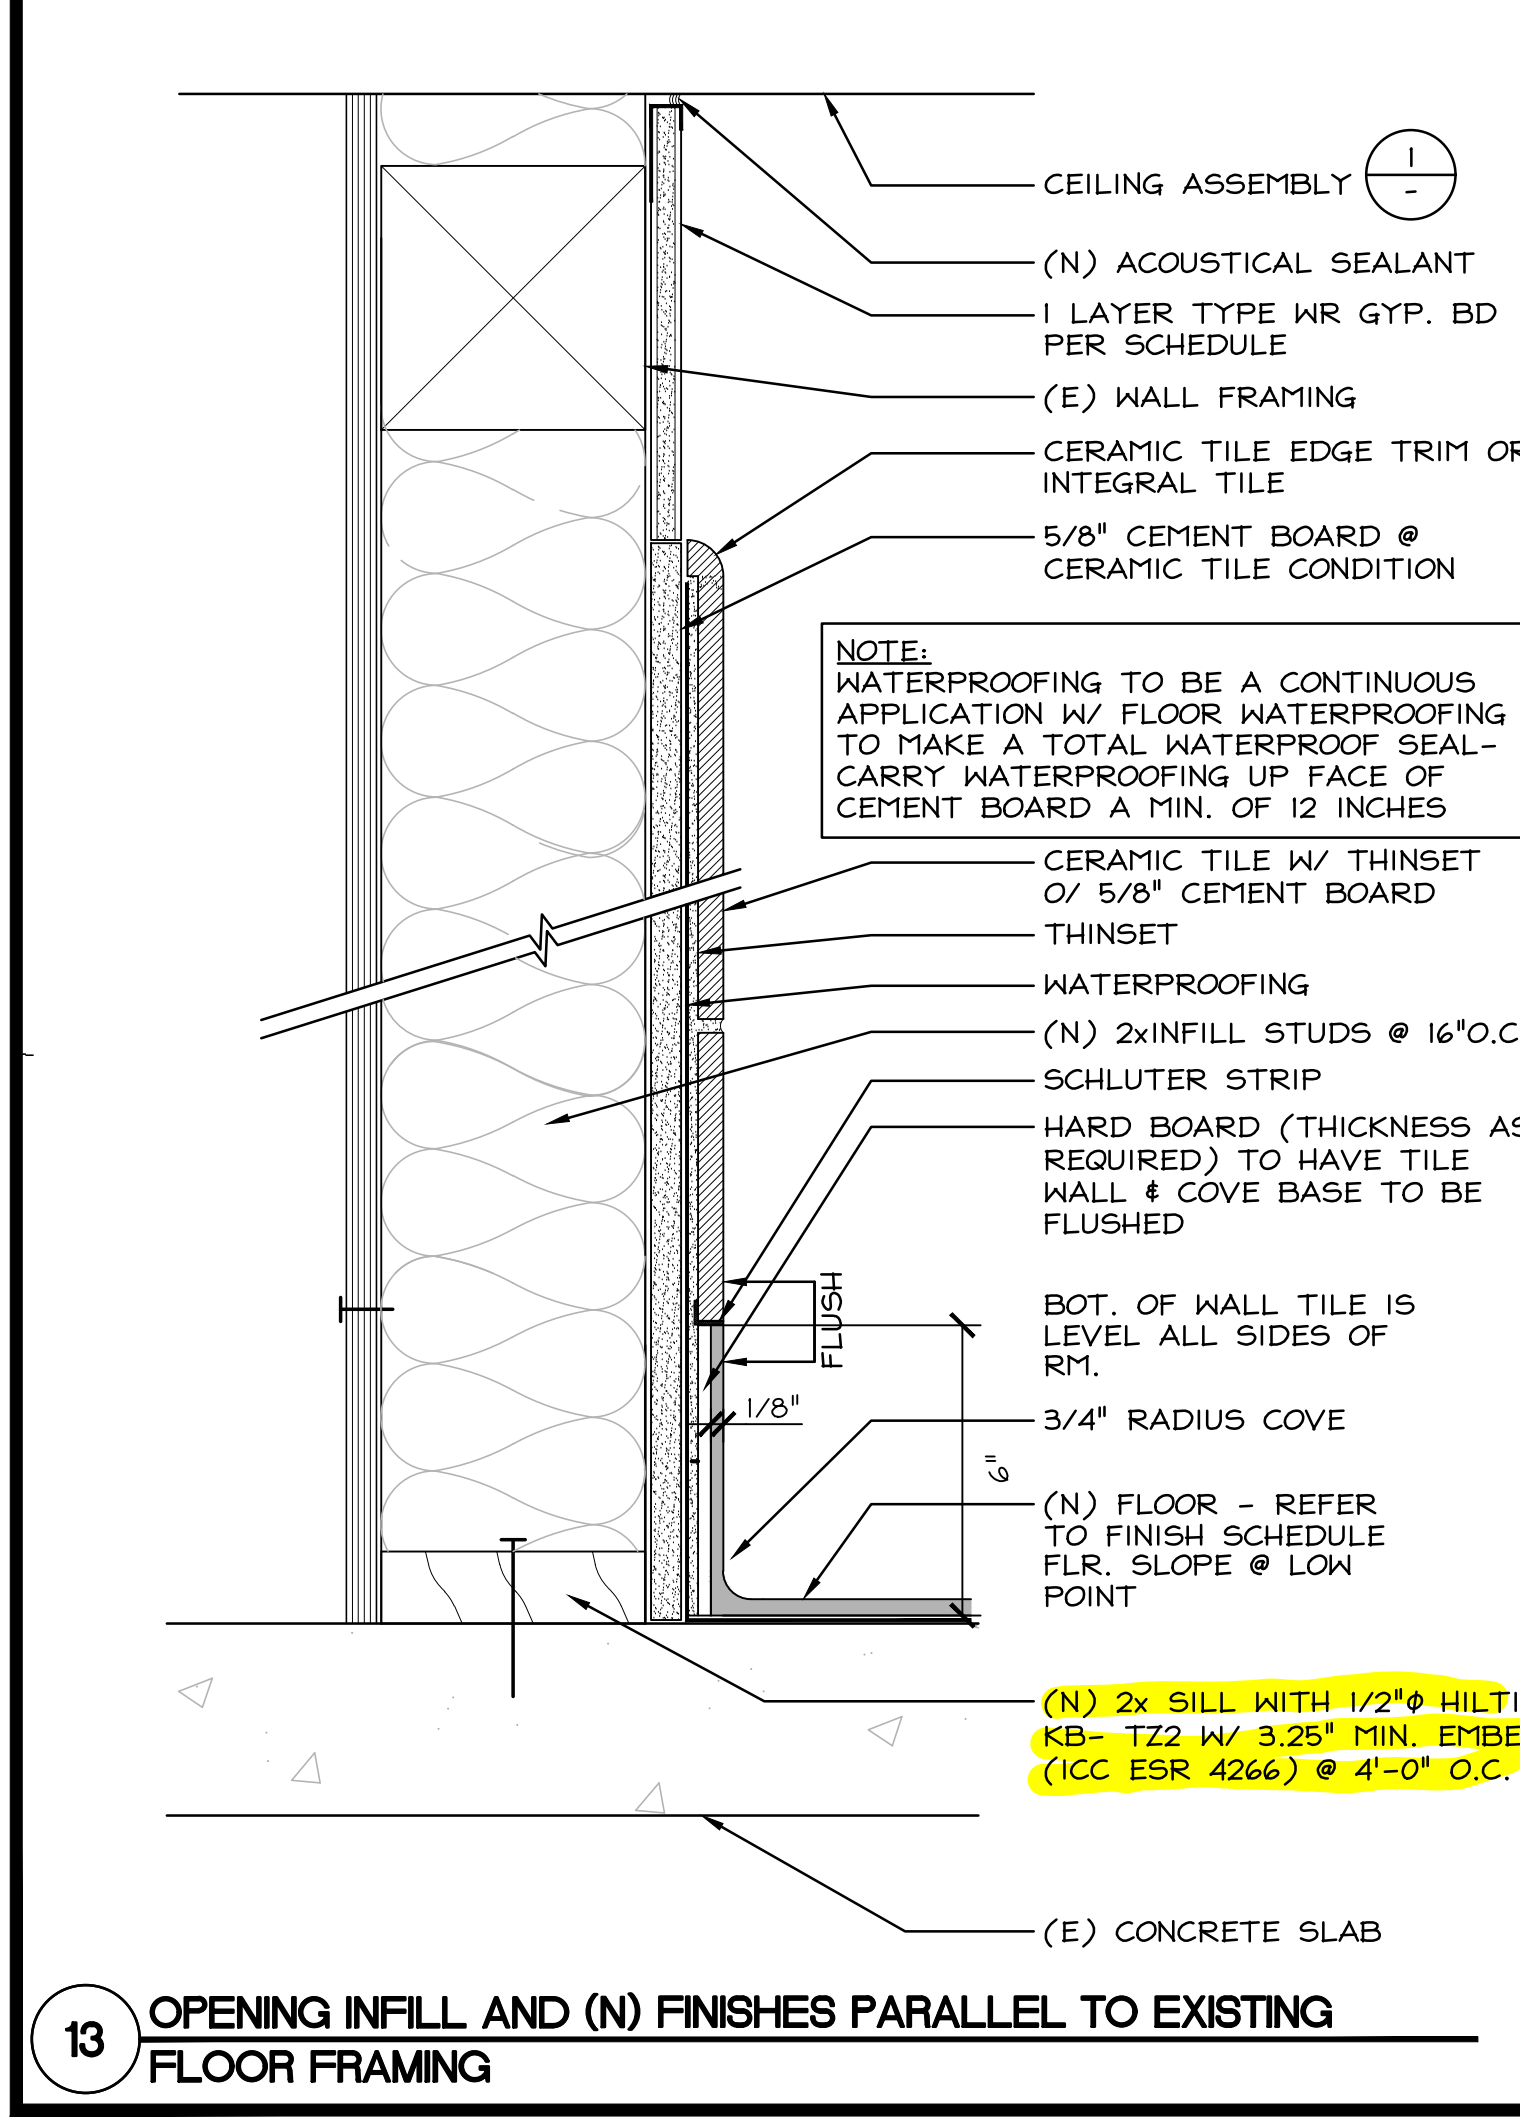 CEILING ASSEMBLY
1
-
(N) ACOUSTICAL SEALANT
1 LAYER TYPE WR GYP. BD
PER SCHEDULE
(E) WALL FRAMING
CERAMIC TILE EDGE TRIM OR
INTEGRAL TILE
5/8" CEMENT BOARD @
CERAMIC TILE CONDITION
NOTE:
WATERPROOFING TO BE A CONTINUOUS
APPLICATION W/ FLOOR WATERPROOFING
TO MAKE A TOTAL WATERPROOF SEAL-
CARRY WATERPROOFING UP FACE OF
CEMENT BOARD A MIN. OF 12 INCHES
CERAMIC TILE W/ THINSET
O/ 5/8" CEMENT BOARD
THINSET
WATERPROOFING
(N) 2xINFILL STUDS @ 16"O.C
SCHLUTER STRIP
HARD BOARD (THICKNESS AS
REQUIRED) TO HAVE TILE
WALL & COVE BASE TO BE
FLUSHED
FLUSH
BOT. OF WALL TILE IS
LEVEL ALL SIDES OF
RM.
1/8"
3/4" RADIUS COVE
6"
(N) FLOOR - REFER
TO FINISH SCHEDULE
FLR. SLOPE @ LOW
POINT
(N) 2x SILL WITH 1/2"ϕ HILTI
KB- TZ2 W/ 3.25" MIN. EMBE
(ICC ESR 4266) @ 4'-0" O.C.
(E) CONCRETE SLAB
13
OPENING INFILL AND (N) FINISHES PARALLEL TO EXISTING
FLOOR FRAMING